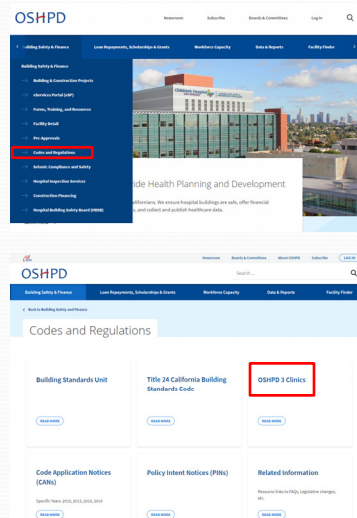 OSHPD
Newsroom Subscribe Boards & Committees Log In
Building Safety & Finance Loan Repayments, Scholarships & Grants Workforce Capacity Data & Reports Facility Finder
Building Safety & Finance
Building & Construction Projects
eServices Portal (eSP)
Forms, Training, and Resources
Facility Detail
Pre-Approvals
Codes and Regulations
Seismic Compliance and Safety
Hospital Inspection Services
Construction Financing
Hospital Building Safety Board (HBSB)
Childrens Hospital
ide Health Planning and Development
alifornians. We ensure hospital buildings are safe, offer financial
s, and collect and publish healthcare data.
Newsroom Boards & Committees About OSHPD Subscribe LOG IN
OSHPD
Search ...
Building Safety & Finance Loan Repayments, Scholarships & Grants Workforce Capacity Data & Reports Facility Finder
Back to Building Safety and Finance
Codes and Regulations
Building Standards Unit
READ MORE
Title 24 California Building
Standards Code
READ MORE
OSHPD 3 Clinics
READ MORE
Code Application Notices
(CANs)
Specific Years: 2010, 2013, 2016, 2019
READ MORE
Policy Intent Notices (PINs)
READ MORE
Related Information
Resource links to FAQs, Legislative changes,
etc.
READ MORE